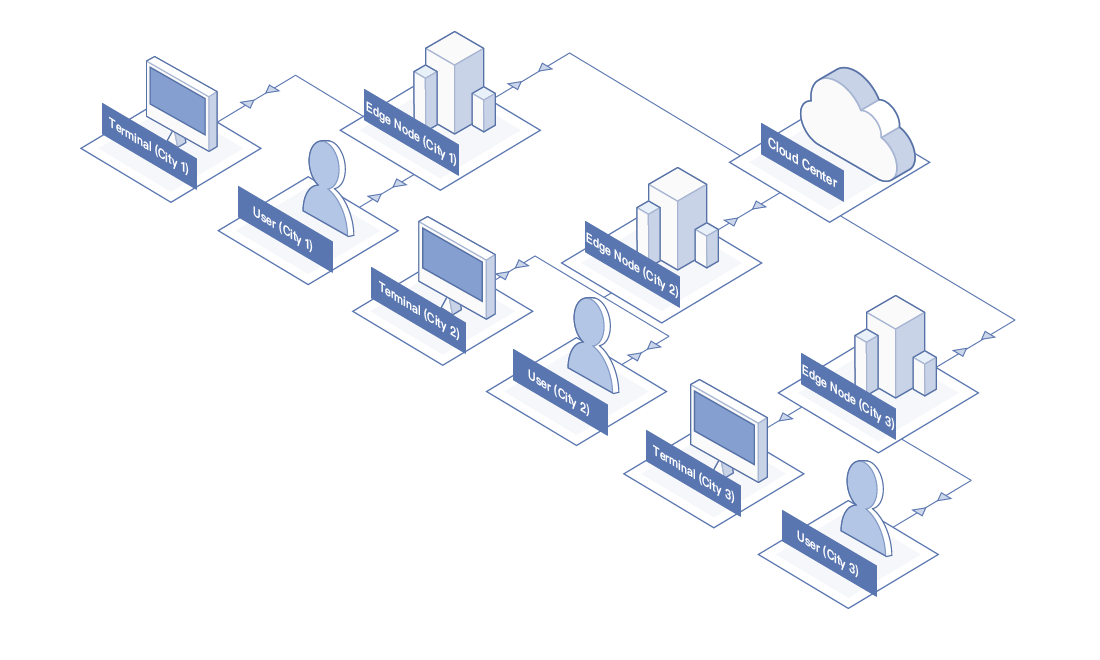 Terminal (City 1)
Edge Node (City 1)
Cloud Center
User (City 1)
Edge Node (City 2)
Terminal (City 2)
User (City 2)
Edge Node (City 3)
Terminal (City 3)
User (City 3)